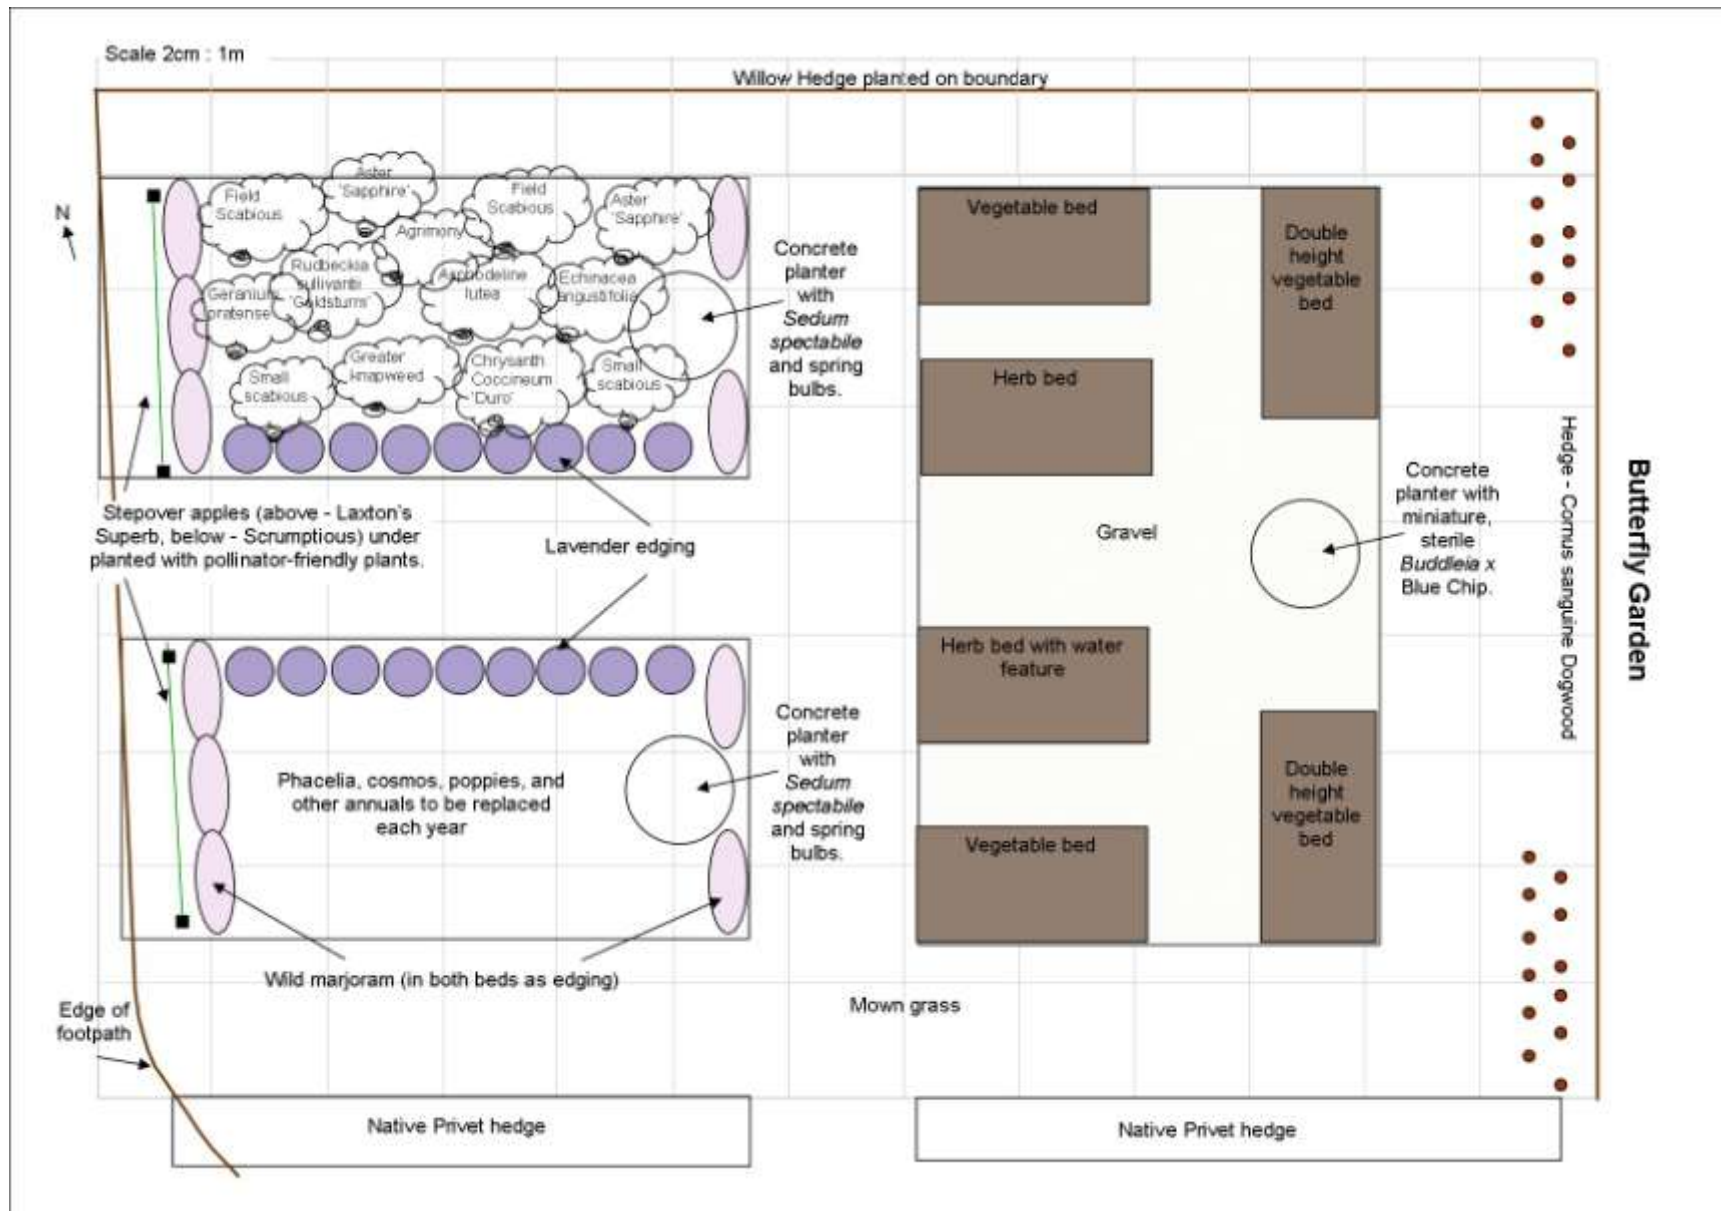 Scale 2cm : 1m
Willow Hedge planted on boundary
N
Field
Scabious
Aster
'Sapphire'
Field
Scabious
Aster
'Sapphire'
Agrimony
Rudbeckia
sullivantii
'Goldsturms'
Asphodeline
lutea
Echinacea
angustifolia
Geranium
pratense
Small
scabious
Greater
knapweed
Chrysanth
Coccineum
'Duro'
Small
scabious
Concrete
planter
with
Sedum
spectabile
and spring
bulbs.
Vegetable bed
Double
height
vegetable
bed
Herb bed
Stepover apples (above - Laxton's
Superb, below - Scrumptious) under
planted with pollinator-friendly plants.
Lavender edging
Gravel
Concrete
planter with
miniature,
sterile
Buddleia x
Blue Chip.
Hedge - Cornus sanguine Dogwood
Butterfly Garden
Herb bed with water
feature
Phacelia, cosmos, poppies, and
other annuals to be replaced
each year
Concrete
planter
with
Sedum
spectabile
and spring
bulbs.
Double
height
vegetable
bed
Vegetable bed
Wild marjoram (in both beds as edging)
Mown grass
Edge of
footpath
Native Privet hedge
Native Privet hedge